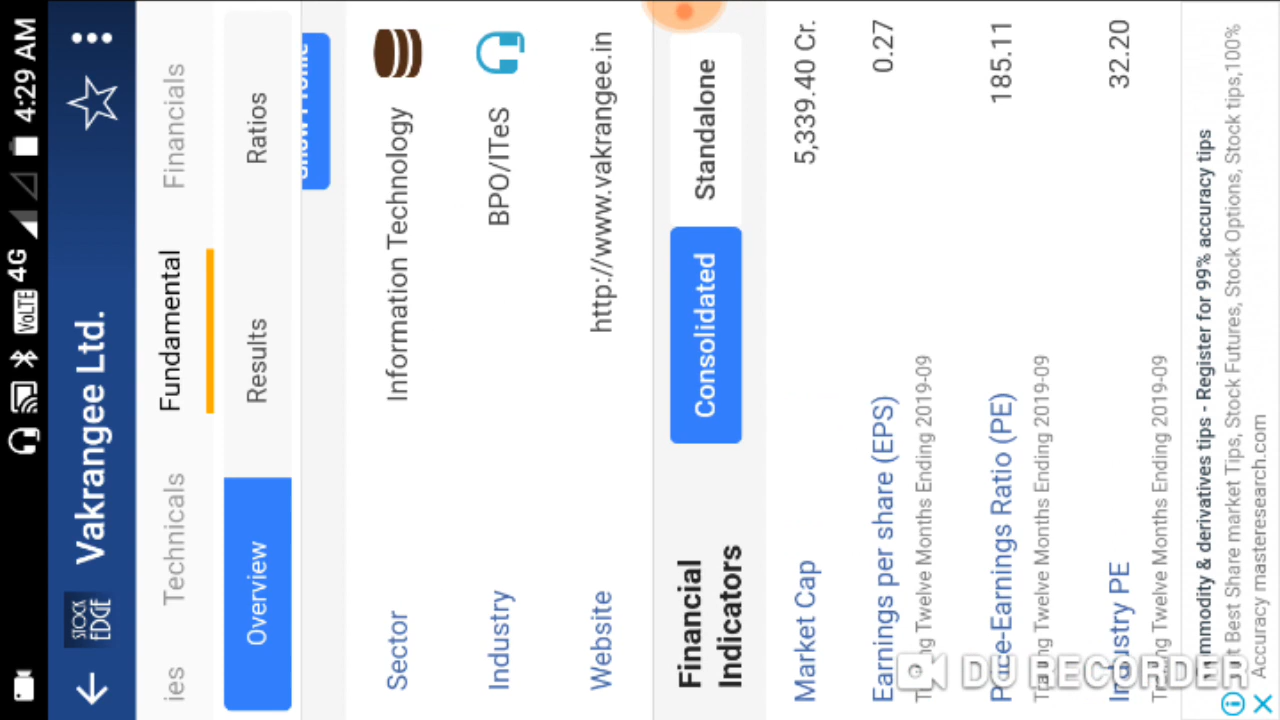 4G 4:29 AM
VoLTE
STOCK EDGE
Vakrangee Ltd.
ies Technicals Fundamental Financials
Overview Results Ratios
Sector Information Technology
Industry BPO/ITeS
Website http://www.vakrangee.in
Financial Indicators
Consolidated Standalone
Market Cap 5,339.40 Cr.
Earnings per share (EPS) 0.27
Twelve Months Ending 2019-09
Price-Earnings Ratio (PE) 185.11
Twelve Months Ending 2019-09
Industry PE 32.20
Twelve Months Ending 2019-09
DU RECORDER
mmodity & derivatives tips - Register for 99% accuracy tips
Best Share market Tips, Stock Futures, Stock Options, Stock tips,100%
Accuracy masteresearch.com